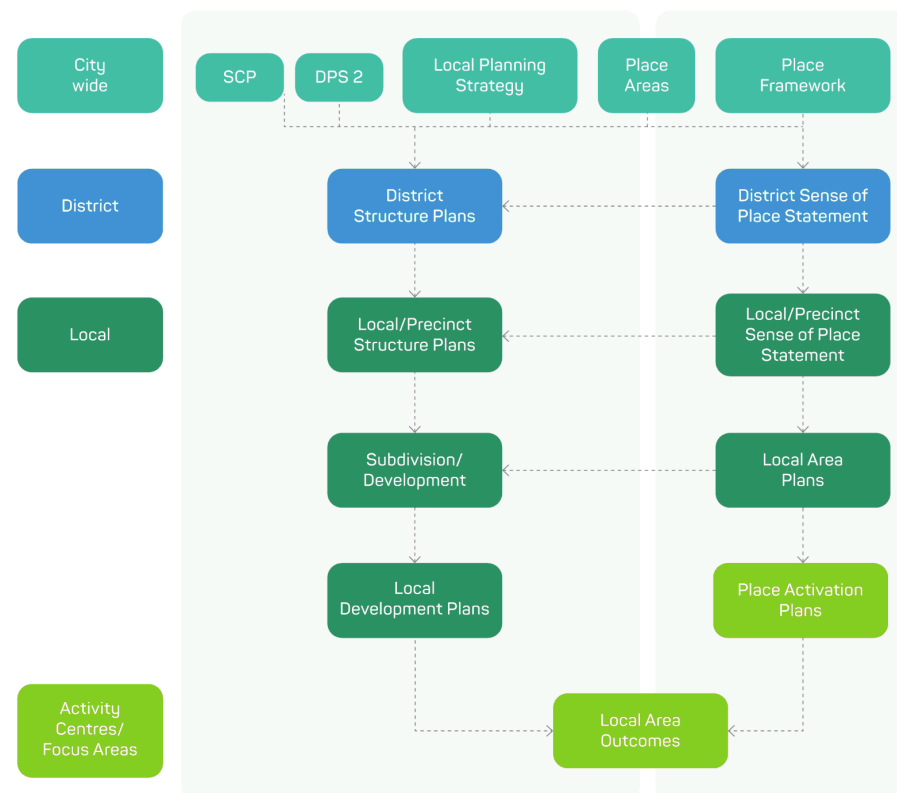 City
wide
SCP
DPS 2
Local Planning
Strategy
Place
Areas
Place
Framework
District
District
Structure Plans
District Sense of
Place Statement
Local
Local/Precinct
Structure Plans
Local/Precinct
Sense of Place
Statement
Subdivision/
Development
Local Area
Plans
Local
Development Plans
Place Activation
Plans
Activity
Centres/
Focus Areas
Local Area
Outcomes